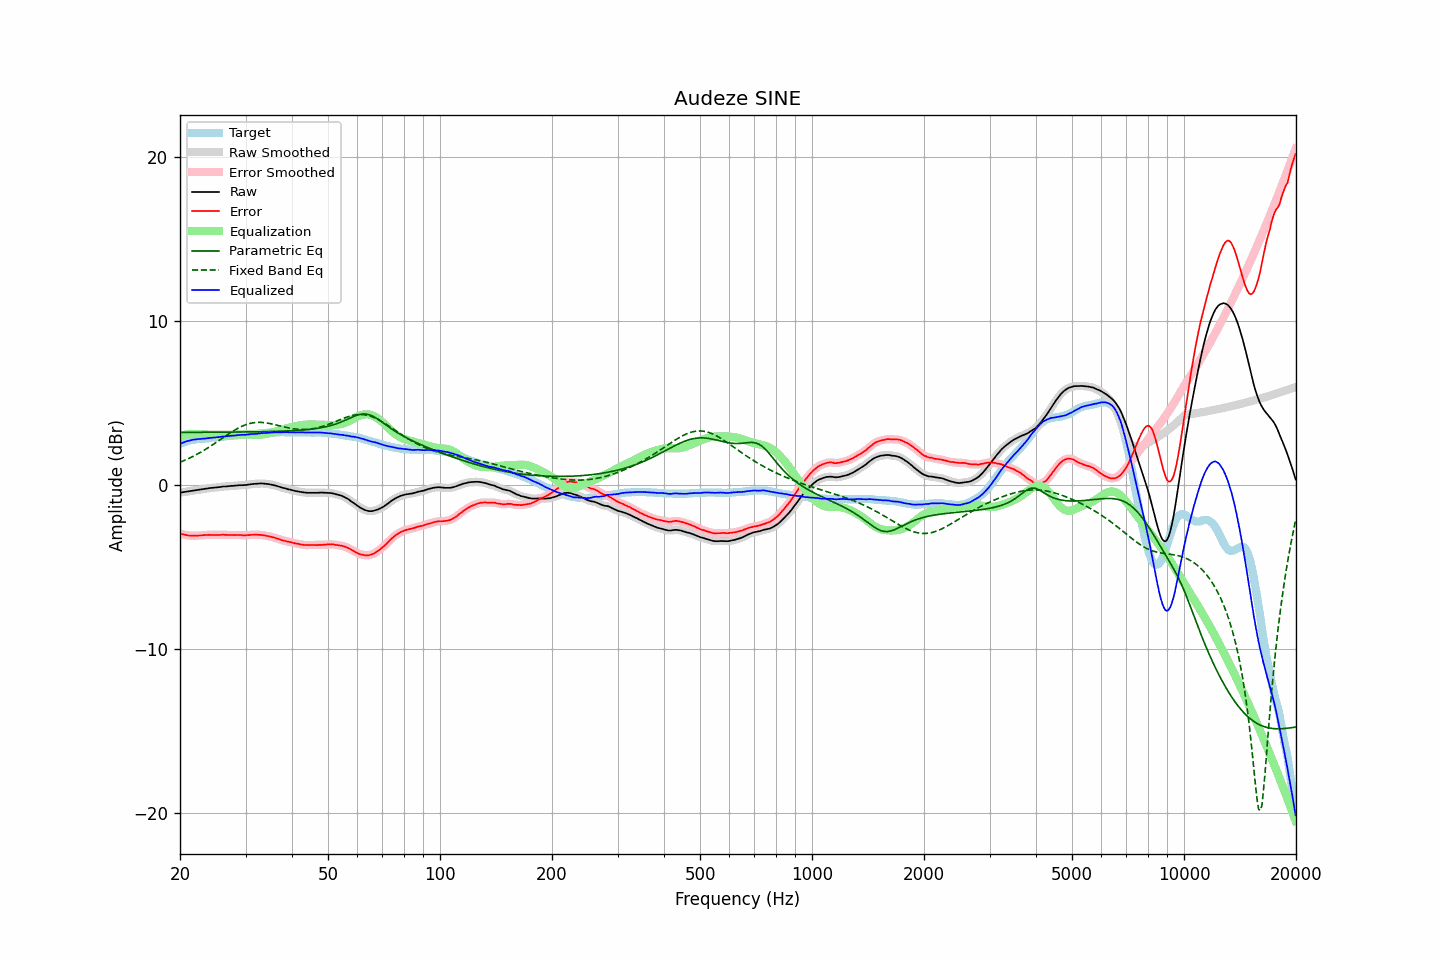 Audeze SINE
Target
Raw Smoothed
Error Smoothed
Raw
Error
Equalization
Parametric Eq
Fixed Band Eq
Equalized
20
10
0
−10
−20
Amplitude (dBr)
20 50 100 200 500 1000 2000 5000 10000 20000
Frequency (Hz)